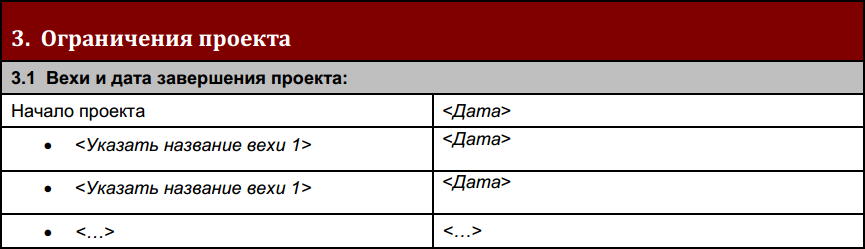 3. Ограничения проекта
3.1 Вехи и дата завершения проекта:
Начало проекта <Дата>
• <Указать название вехи 1> <Дата>
• <Указать название вехи 1> <Дата>
• <…> <…>